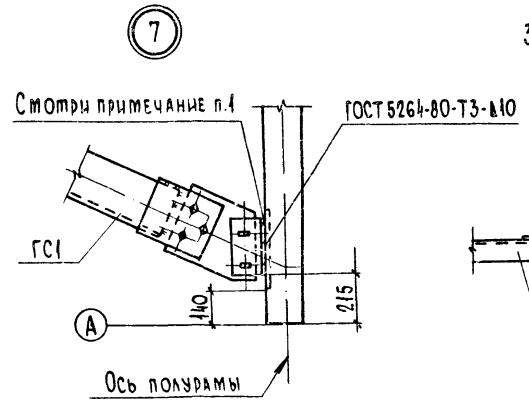 7
З
Смотри примечание п.1
ГОСТ 5264-80-Т3-⊿10
ГС1
140
215
А
Ось полурамы